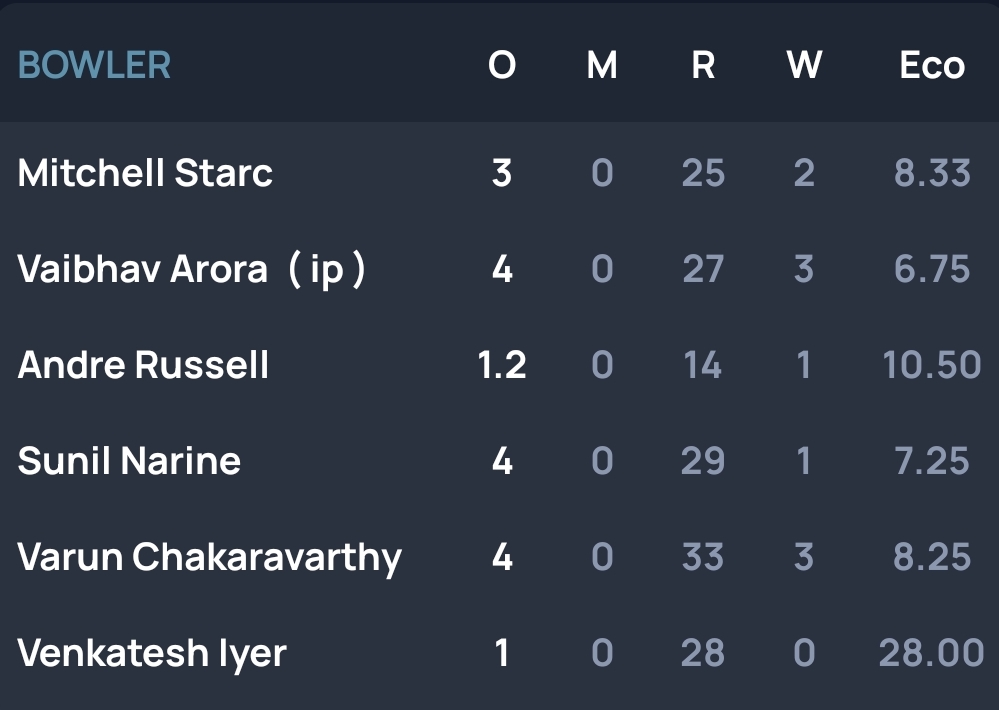 BOWLER O M R W Eco
Mitchell Starc 3 0 25 2 8.33
Vaibhav Arora ( ip ) 4 0 27 3 6.75
Andre Russell 1.2 0 14 1 10.50
Sunil Narine 4 0 29 1 7.25
Varun Chakaravarthy 4 0 33 3 8.25
Venkatesh Iyer 1 0 28 0 28.00